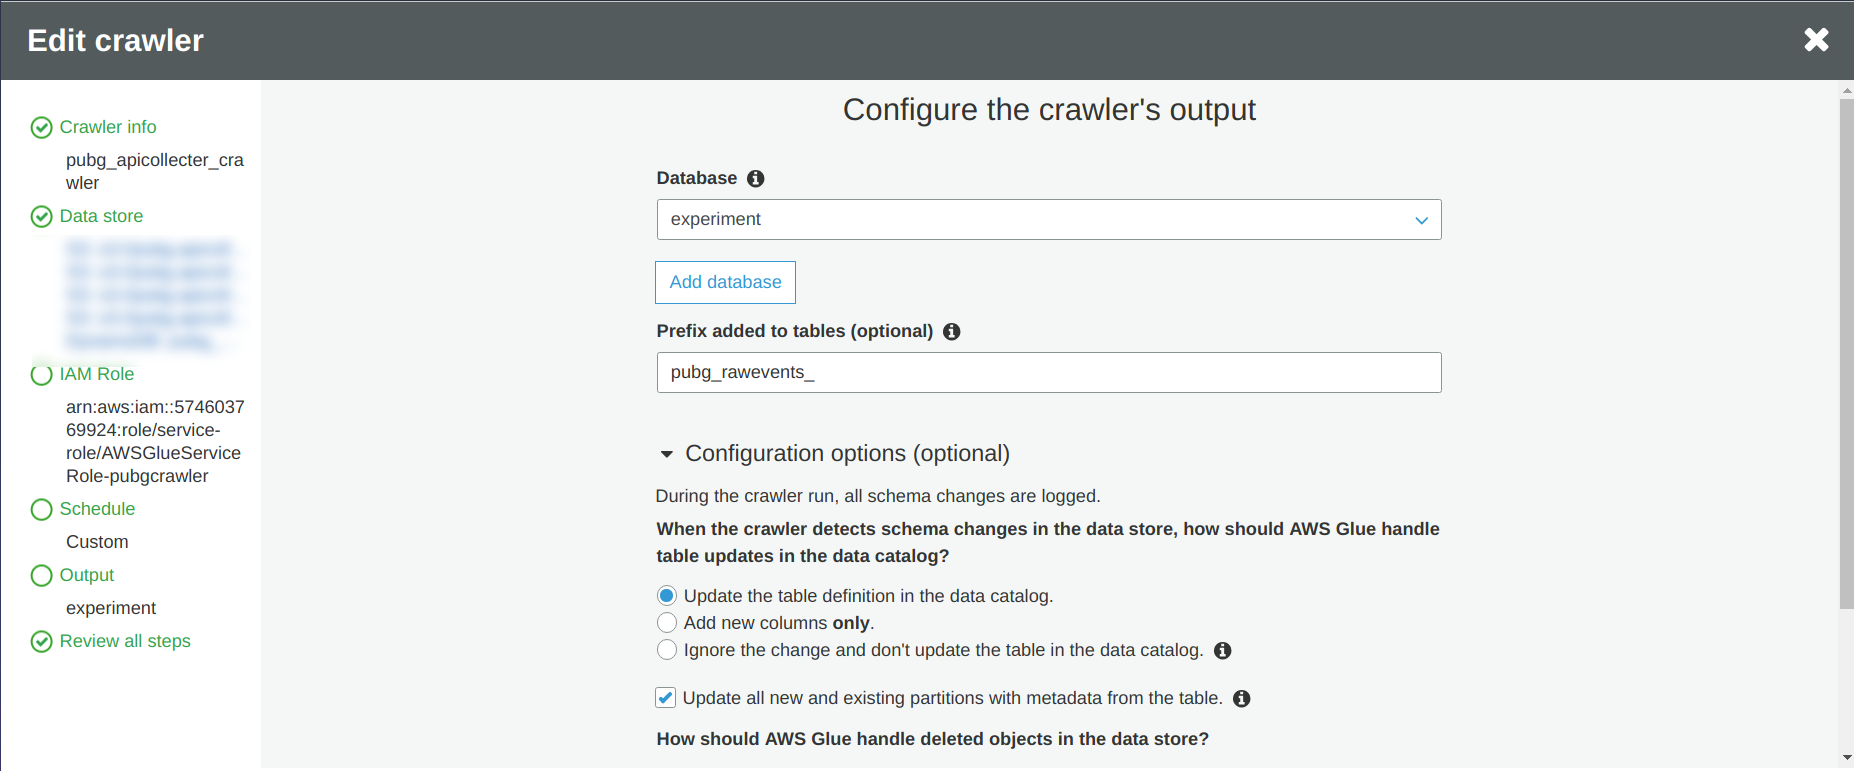 Edit crawler
Crawler info
pubg_apicollecter_cra
wler
Data store
IAM Role
arn:aws:iam::5746037
69924:role/service-
role/AWSGlueService
Role-pubgcrawler
Schedule
Custom
Output
experiment
Review all steps
Configure the crawler's output
Database
experiment
Add database
Prefix added to tables (optional)
pubg_rawevents_
Configuration options (optional)
During the crawler run, all schema changes are logged.
When the crawler detects schema changes in the data store, how should AWS Glue handle
table updates in the data catalog?
Update the table definition in the data catalog.
Add new columns only.
Ignore the change and don't update the table in the data catalog.
Update all new and existing partitions with metadata from the table.
How should AWS Glue handle deleted objects in the data store?